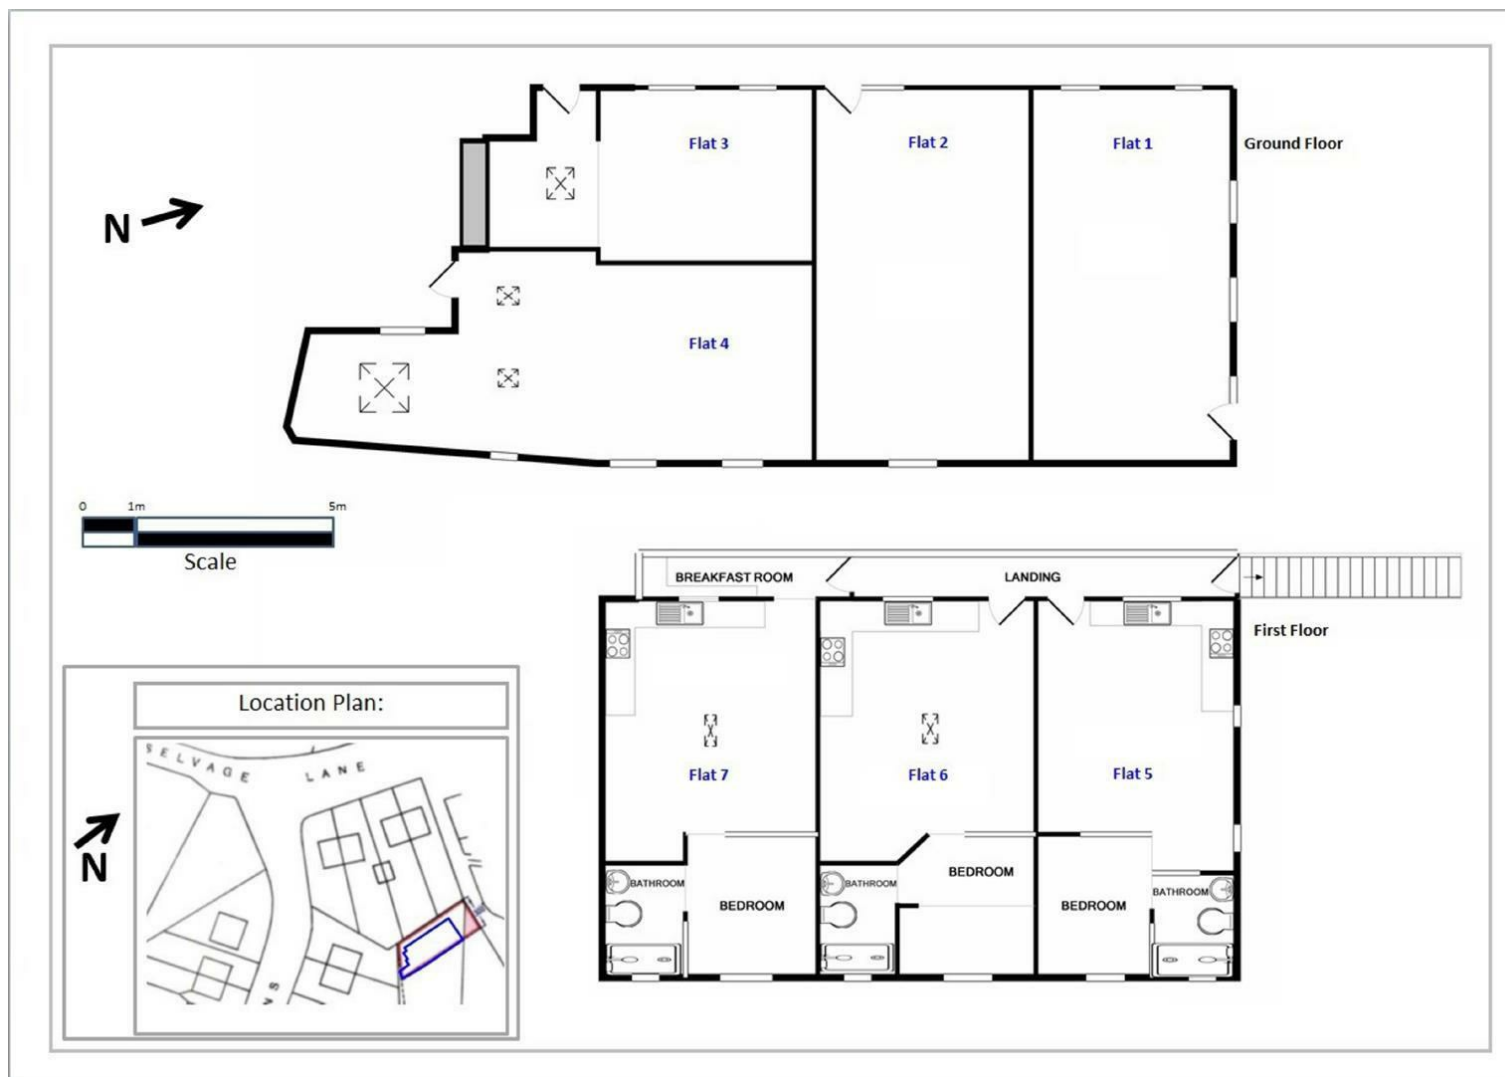 Flat 3
Flat 2
Flat 1
Ground Floor
N
Flat 4
0 1m 5m
Scale
BREAKFAST ROOM
LANDING
First Floor
Flat 7
Flat 6
Flat 5
BATHROOM
BEDROOM
BATHROOM
BEDROOM
BEDROOM
BATHROOM
Location Plan:
SELVAGE LANE
N